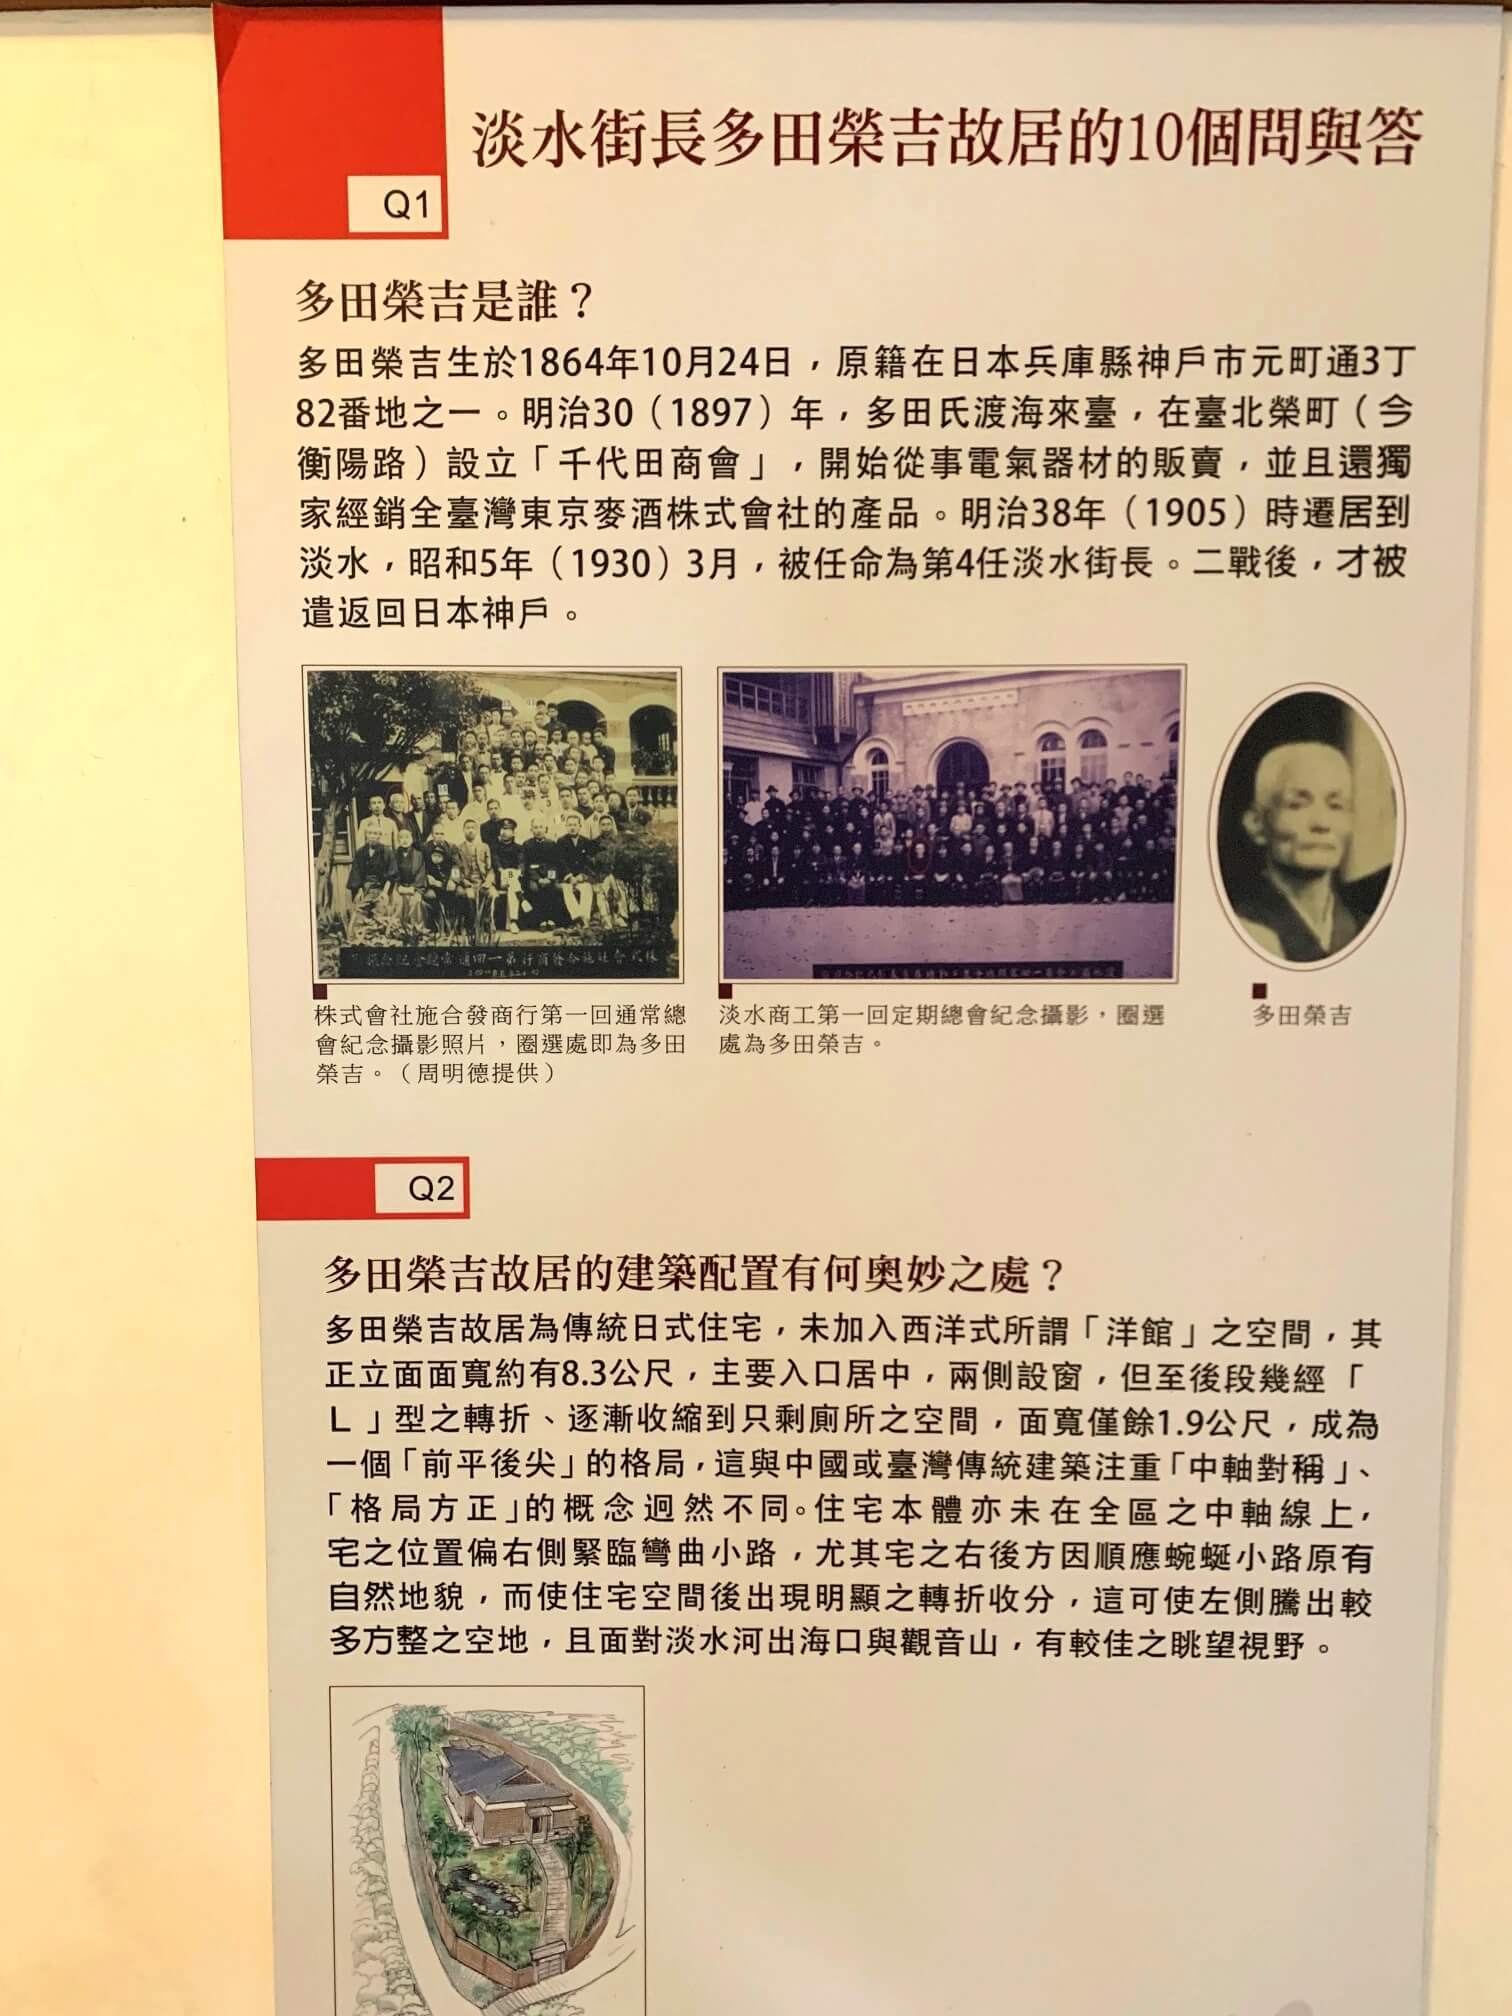 淡水街長多田榮吉故居的10個問與答
Q1
多田榮吉是誰？
多田榮吉生於1864年10月24日，原籍在日本兵庫縣神戶市元町通3丁
82番地之一。明治30（1897）年，多田氏渡海來臺，在臺北榮町（今
衡陽路）設立「千代田商會」，開始從事電氣器材的販賣，並且還獨
家經銷全臺灣東京麥酒株式會社的產品。明治38年（1905）時遷居到
淡水，昭和5年（1930）3月，被任命為第4任淡水街長。二戰後，才被
遣返回日本神戶。
株式會社施合發商行第一回通常總
會紀念攝影照片，圈選處即為多田
榮吉。（周明德提供）
淡水商工第一回定期總會紀念攝影，圈選
處為多田榮吉。
多田榮吉
Q2
多田榮吉故居的建築配置有何奧妙之處？
多田榮吉故居為傳統日式住宅，未加入西洋式所謂「洋館」之空間，其
正立面面寬約有8.3公尺，主要入口居中，兩側設窗，但至後段幾經「
L」型之轉折、逐漸收縮到只剩廁所之空間，面寬僅餘1.9公尺，成為
一個「前平後尖」的格局，這與中國或臺灣傳統建築注重「中軸對稱」、
「格局方正」的概念迥然不同。住宅本體亦未在全區之中軸線上，
宅之位置偏右側緊臨彎曲小路，尤其宅之右後方因順應蜿蜒小路原有
自然地貌，而使住宅空間後出現明顯之轉折收分，這可使左側騰出較
多方整之空地，且面對淡水河出海口與觀音山，有較佳之眺望視野。